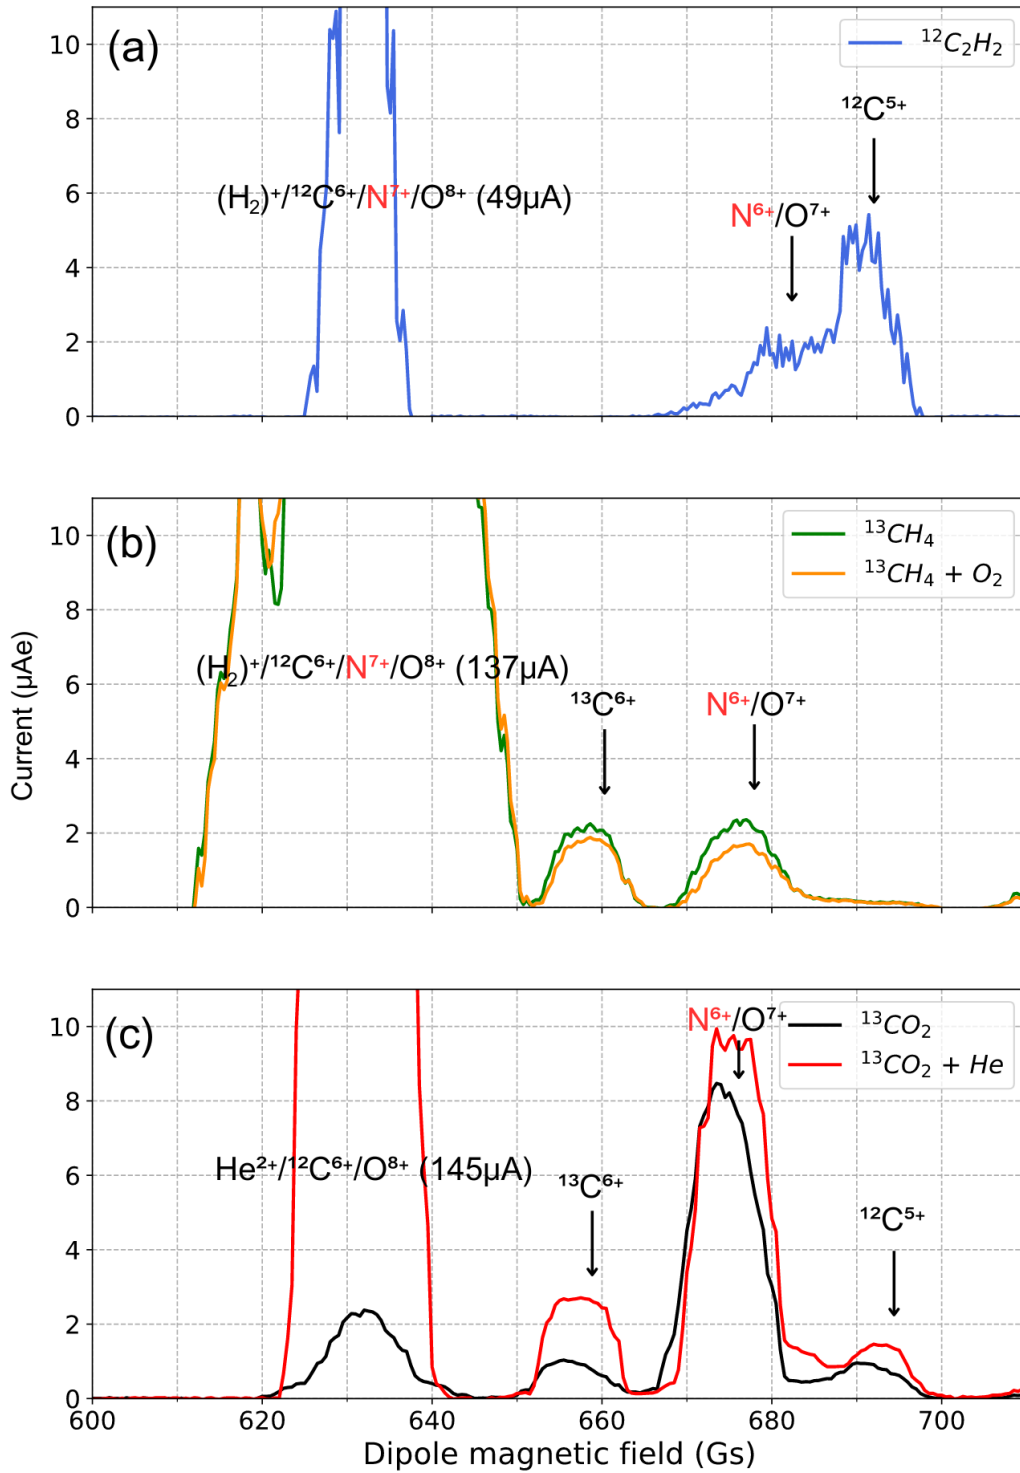 (a)
¹²C₂H₂
10
8
6
4
2
0
¹²C⁵⁺
(H₂)⁺/¹²C⁶⁺/N⁷⁺/O⁸⁺ (49μA)
N⁶⁺/O⁷⁺
(b)
¹³CH₄
¹³CH₄ + O₂
10
8
6
4
2
0
(H₂)⁺/¹²C⁶⁺/N⁷⁺/O⁸⁺ (137μA)
¹³C⁶⁺
N⁶⁺/O⁷⁺
Current (μAe)
(c)
N⁶⁺/O⁷⁺
¹³CO₂
¹³CO₂ + He
10
8
6
4
2
0
He²⁺/¹²C⁶⁺/O⁸⁺ (145μA)
¹³C⁶⁺
¹²C⁵⁺
600 620 640 660 680 700
Dipole magnetic field (Gs)